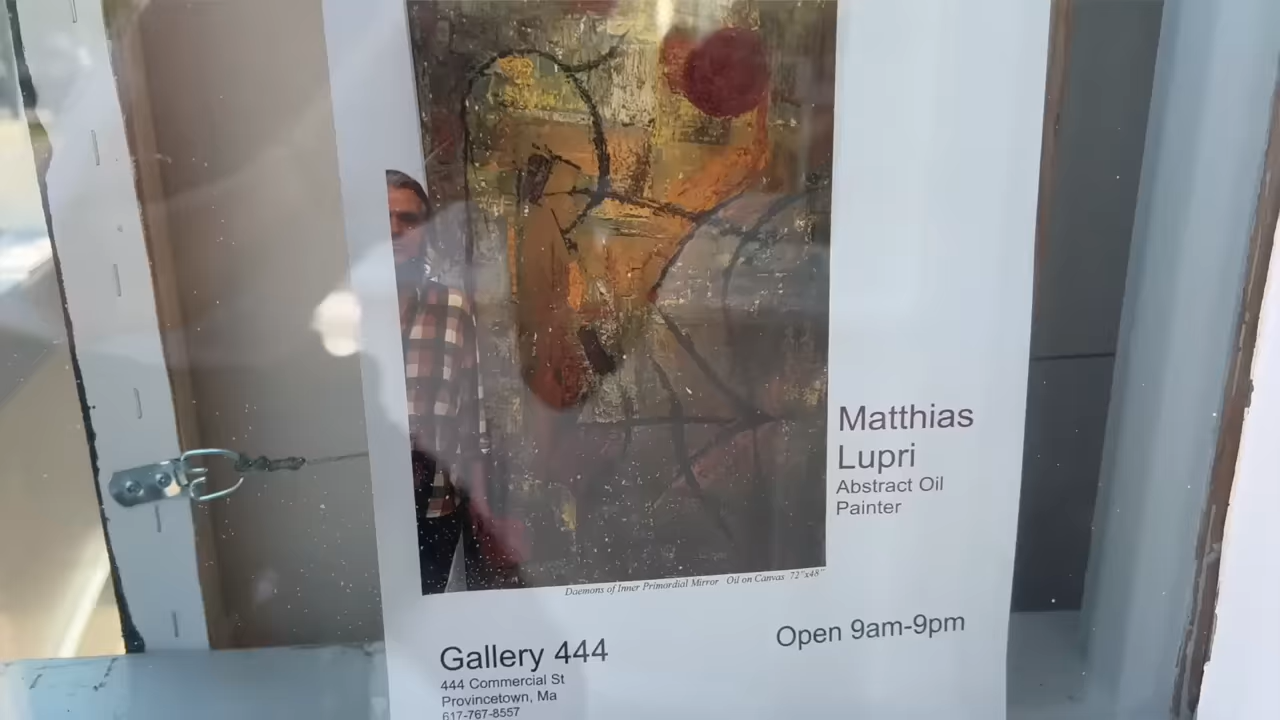 Matthias
Lupri
Abstract Oil
Painter
Daemons of Inner Primordial Mirror Oil on Canvas 72"x48"
Open 9am-9pm
Gallery 444
444 Commercial St
Provincetown, Ma
617-767-8557